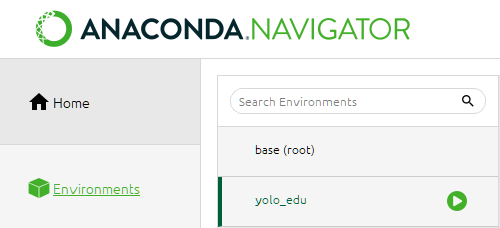 ANACONDA.NAVIGATOR
Home
Search Environments
base (root)
Environments
yolo_edu